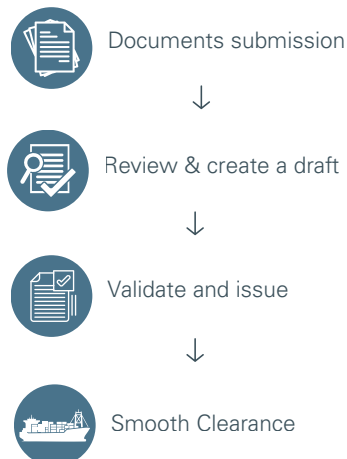 Documents submission
Review & create a draft
Validate and issue
Smooth Clearance